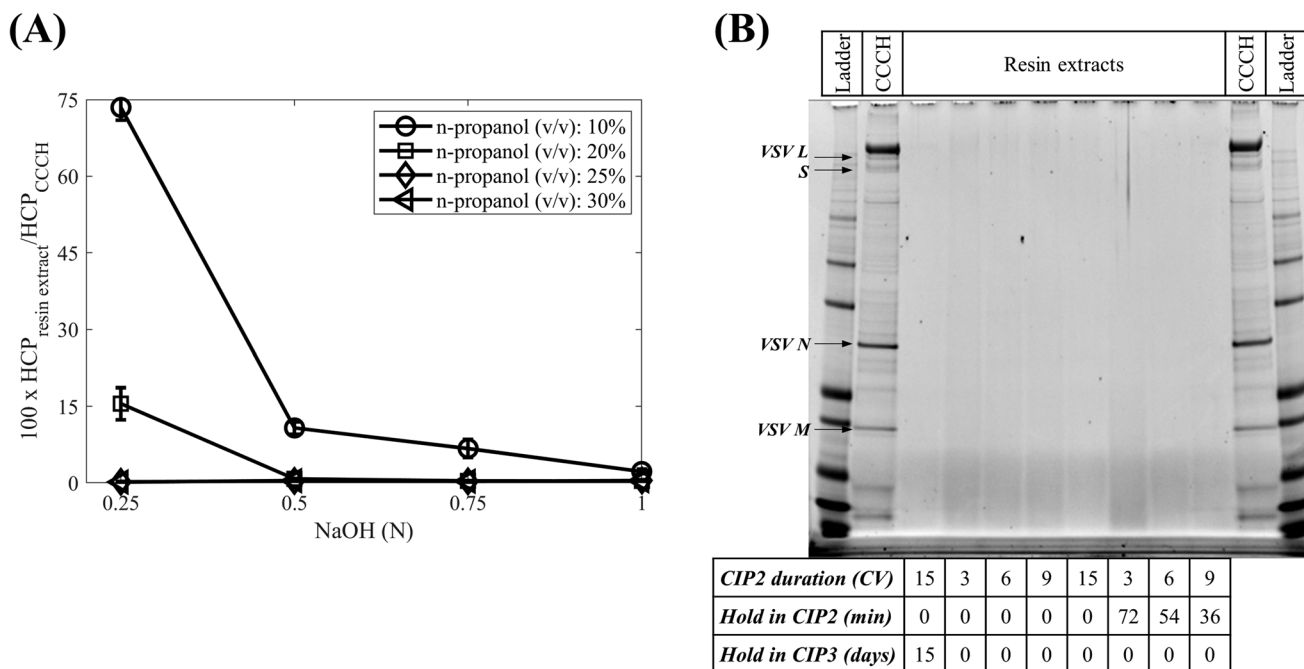 (A)
75
60
45
30
15
0
0.25
0.5
0.75
1
NaOH (N)
100 x HCP resin extract/HCP CCCH
n-propanol (v/v): 10%
n-propanol (v/v): 20%
n-propanol (v/v): 25%
n-propanol (v/v): 30%
(B)
Ladder
CCCH
Resin extracts
CCCH
Ladder
VSV L
S
VSV N
VSV M
CIP2 duration (CV) 15 3 6 9 15 3 6 9
Hold in CIP2 (min) 0 0 0 0 0 72 54 36
Hold in CIP3 (days) 15 0 0 0 0 0 0 0